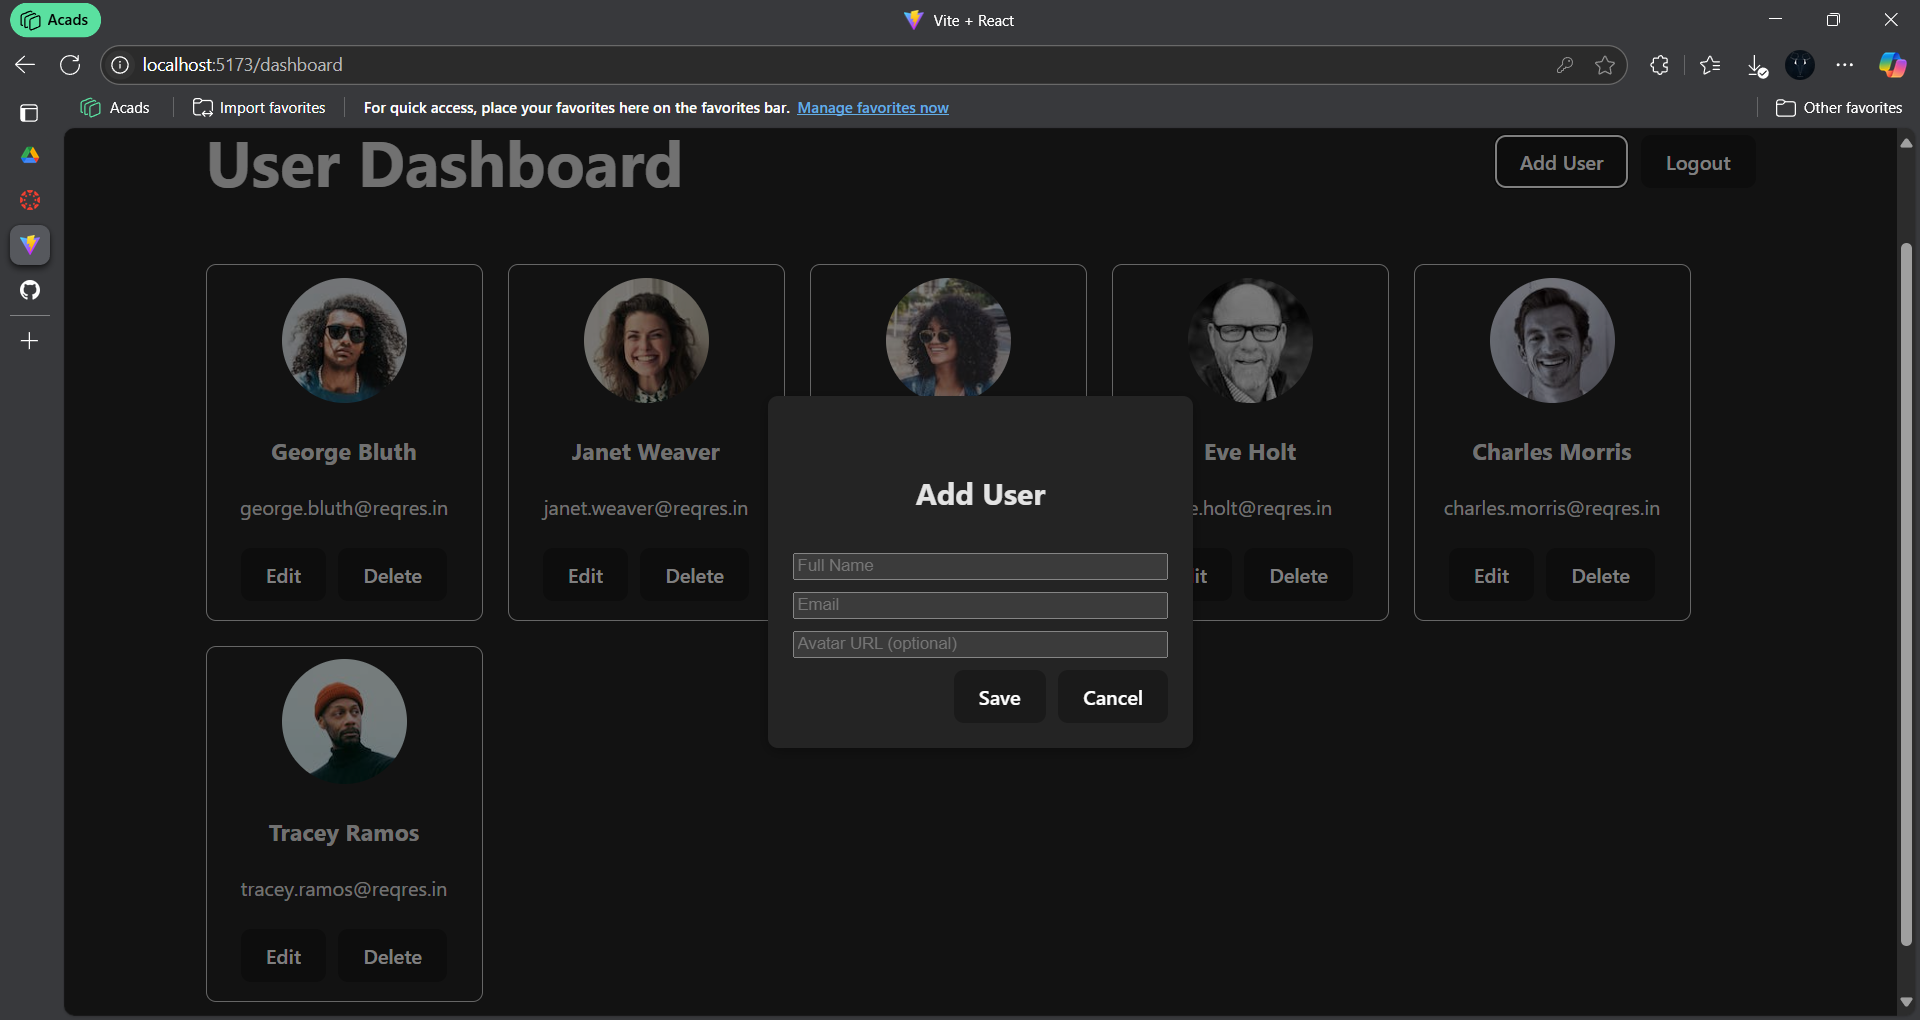 Acads
Vite + React
localhost:5173/dashboard
Acads
Import favorites
For quick access, place your favorites here on the favorites bar. Manage favorites now
Other favorites
User Dashboard
Add User
Logout
George Bluth
george.bluth@reqres.in
Edit
Delete
Janet Weaver
janet.weaver@reqres.in
Edit
Delete
Eve Holt
e.holt@reqres.in
it
Delete
Charles Morris
charles.morris@reqres.in
Edit
Delete
Tracey Ramos
tracey.ramos@reqres.in
Edit
Delete
Add User
Full Name
Email
Avatar URL (optional)
Save
Cancel